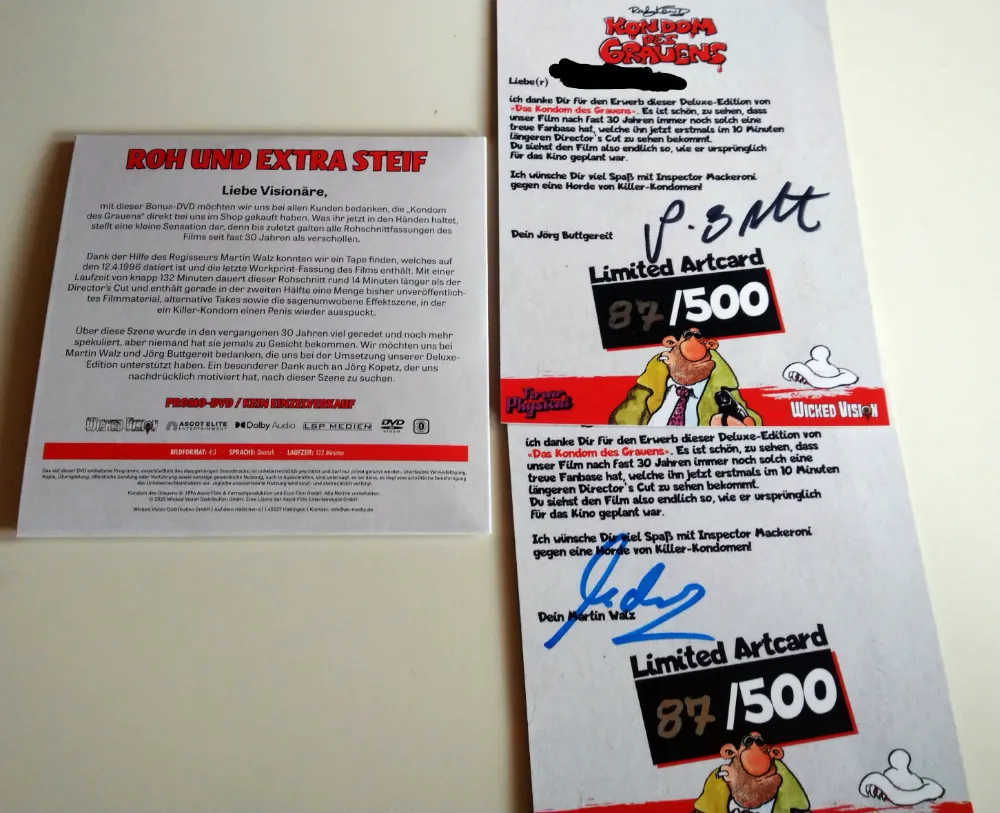 ROH UND EXTRA STEIF
Liebe Visionäre,
mit dieser Bonus-DVD möchten wir uns bei allen Kunden bedanken, die „Kondom
des Grauens" direkt bei uns im Shop gekauft haben. Was ihr jetzt in den Händen haltet,
stellt eine kleine Sensation dar, denn bis zuletzt galten alle Rohschnittfassungen des
Films seit fast 30 Jahren als verschollen.
Dank der Hilfe des Regisseurs Martin Walz konnten wir ein Tape finden, welches auf
den 12.4.1996 datiert ist und die letzte Workprint-Fassung des Films enthält. Mit einer
Laufzeit von knapp 132 Minuten dauert dieser Rohschnitt rund 14 Minuten länger als der
Director's Cut und enthält gerade in der zweiten Hälfte eine Menge bisher unveröffentlich-
tes Filmmaterial, alternative Takes sowie die sagenumwobene Effektszene, in der
ein Killer-Kondom einen Penis wieder ausspuckt.
Über diese Szene wurde in den vergangenen 30 Jahren viel geredet und noch mehr
spekuliert, aber niemand hat sie jemals zu Gesicht bekommen. Wir möchten uns bei
Martin Walz und Jörg Buttgereit bedanken, die uns bei der Umsetzung unserer Deluxe-
Edition unterstützt haben. Ein besonderer Dank auch an Jörg Kopetz, der uns
nachdrücklich motiviert hat, nach dieser Szene zu suchen.
PROMO-DVD / KEIN EINZELVERKAUF
WICKED VISION
ASCOT ELITE
ENTERTAINMENT
Dolby Audio
LSP MEDIEN
DVD
VIDEO
0
BILDFORMAT: 4:3 - SPRACHE: Deutsch - LAUFZEIT: 132 Minuten
Wicked Vision Distribution GmbH
KONDOM
DES
GRAUENS
Liebe(r)
ich danke Dir für den Erwerb dieser Deluxe-Edition von
»Das Kondom des Grauens«. Es ist schön, zu sehen, dass
unser Film nach fast 30 Jahren immer noch solch eine
treue Fanbase hat, welche ihn jetzt erstmals im 10 Minuten
längeren Director's Cut zu sehen bekommt.
Du siehst den Film also endlich so, wie er ursprünglich
für das Kino geplant war.
Ich wünsche Dir viel Spaß mit Inspector Mackeroni
gegen eine Horde von Killer-Kondomen!
Dein Jörg Buttgereit
Limited Artcard
87/500
Forever
Physical
WICKED VISION
ich danke Dir für den Erwerb dieser Deluxe-Edition von
»Das Kondom des Grauens«. Es ist schön, zu sehen, dass
unser Film nach fast 30 Jahren immer noch solch eine
treue Fanbase hat, welche ihn jetzt erstmals im 10 Minuten
längeren Director's Cut zu sehen bekommt.
Du siehst den Film also endlich so, wie er ursprünglich
für das Kino geplant war.
Ich wünsche Dir viel Spaß mit Inspector Mackeroni
gegen eine Horde von Killer-Kondomen!
Dein Martin Walz
Limited Artcard
87/500